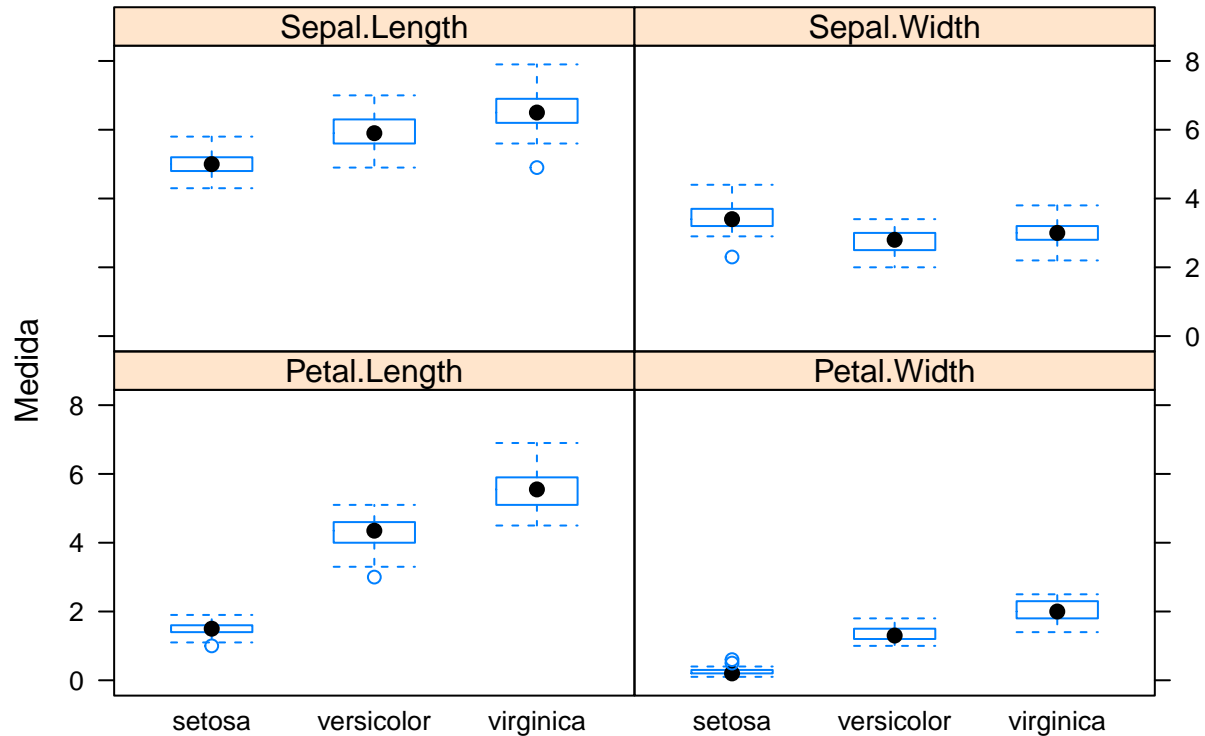 Sepal.Length Sepal.Width
8
6
4
2
0
Medida
Petal.Length Petal.Width
8
6
4
2
0
setosa versicolor virginica setosa versicolor virginica